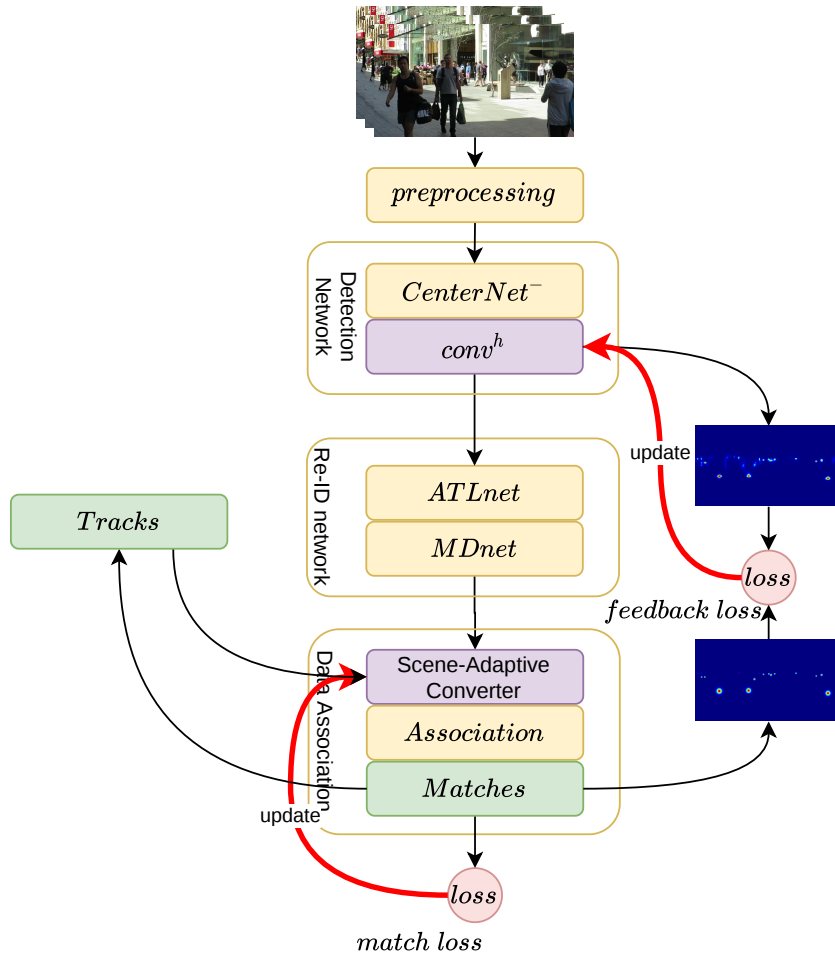 preprocessing
Detection
Network
CenterNet⁻
convʰ
update
Re-ID network
ATLnet
MDnet
Tracks
loss
feedback loss
Data Association
Scene-Adaptive
Converter
Association
Matches
update
loss
match loss